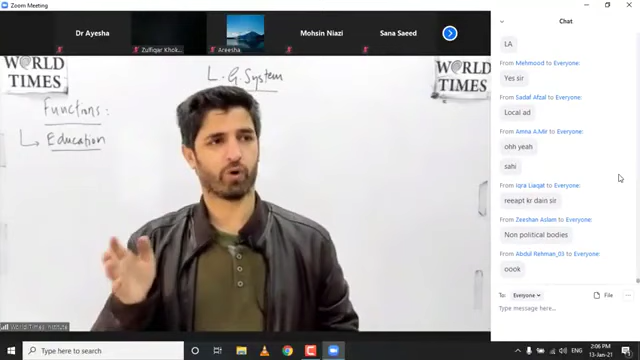 Zoom Meeting
Dr Ayesha
Zulfiqar Khok...
Areesha
Mohsin Niazi
Sana Saeed
W@RLD
TIMES
L. G. System
W@RLD
TIMES
Functions:
Education
World Times Institute
Chat
LA
From Mehmood to Everyone:
Yes sir
From Sadaf Afzal to Everyone:
Local ad
From Amna A.Mir to Everyone:
ohh yeah
sahi
From Iqra Liaqat to Everyone:
reeapt kr dain sir
From Zeeshan Aslam to Everyone:
Non political bodies
From Abdul Rehman_03 to Everyone:
oook
To: Everyone
File
Type message here...
Type here to search
2:06 PM
13-Jan-21